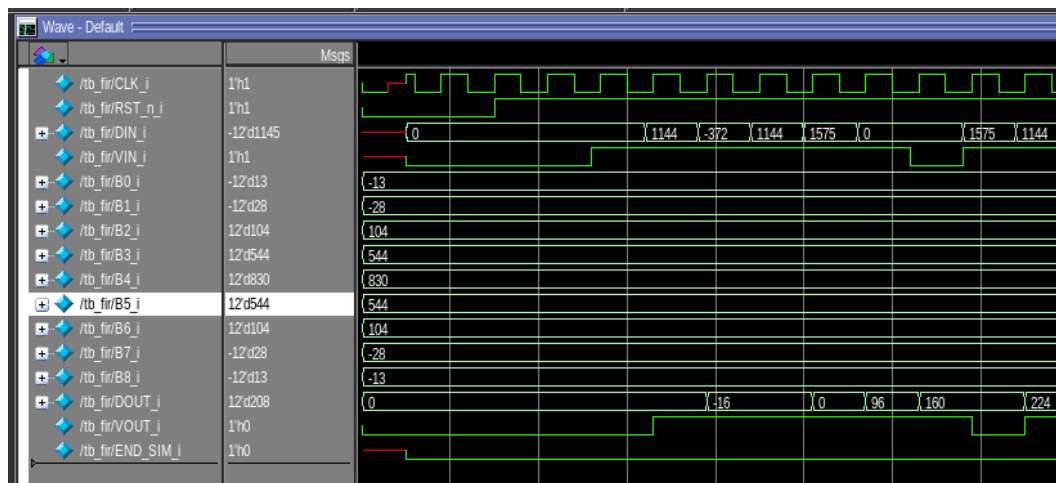 Wave - Default
Msgs
/tb_fir/CLK_i 1'h1
/tb_fir/RST_n_i 1'h1
/tb_fir/DIN_i -12'd1145 0 1144 -372 1144 1575 0 1575 1144
/tb_fir/VIN_i 1'h1
/tb_fir/B0_i -12'd13 -13
/tb_fir/B1_i -12'd28 -28
/tb_fir/B2_i 12'd104 104
/tb_fir/B3_i 12'd544 544
/tb_fir/B4_i 12'd830 830
/tb_fir/B5_i 12'd544 544
/tb_fir/B6_i 12'd104 104
/tb_fir/B7_i -12'd28 -28
/tb_fir/B8_i -12'd13 -13
/tb_fir/DOUT_i 12'd208 0 -16 0 96 160 224
/tb_fir/VOUT_i 1'h0
/tb_fir/END_SIM_i 1'h0